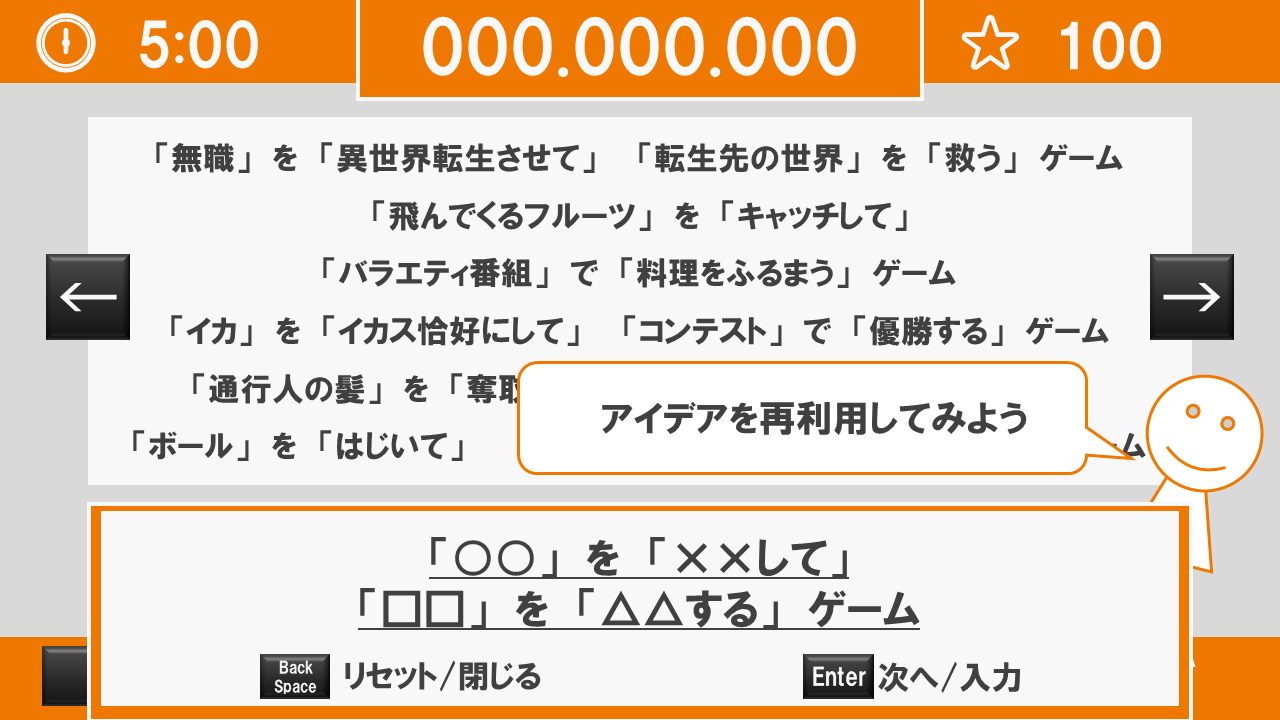 5:00
000.000.000
100
「無職」を「異世界転生させて」「転生先の世界」を「救う」ゲーム
「飛んでくるフルーツ」を「キャッチして」
「バラエティ番組」で「料理をふるまう」ゲーム
「イカ」を「イカス恰好にして」「コンテスト」で「優勝する」ゲーム
「通行人の髪」を「奪
「ボール」を「はじいて」
ム
アイデアを再利用してみよう
「○○」を「××して」
「□□」を「△△する」ゲーム
Back Space リセット/閉じる
Enter 次へ/入力